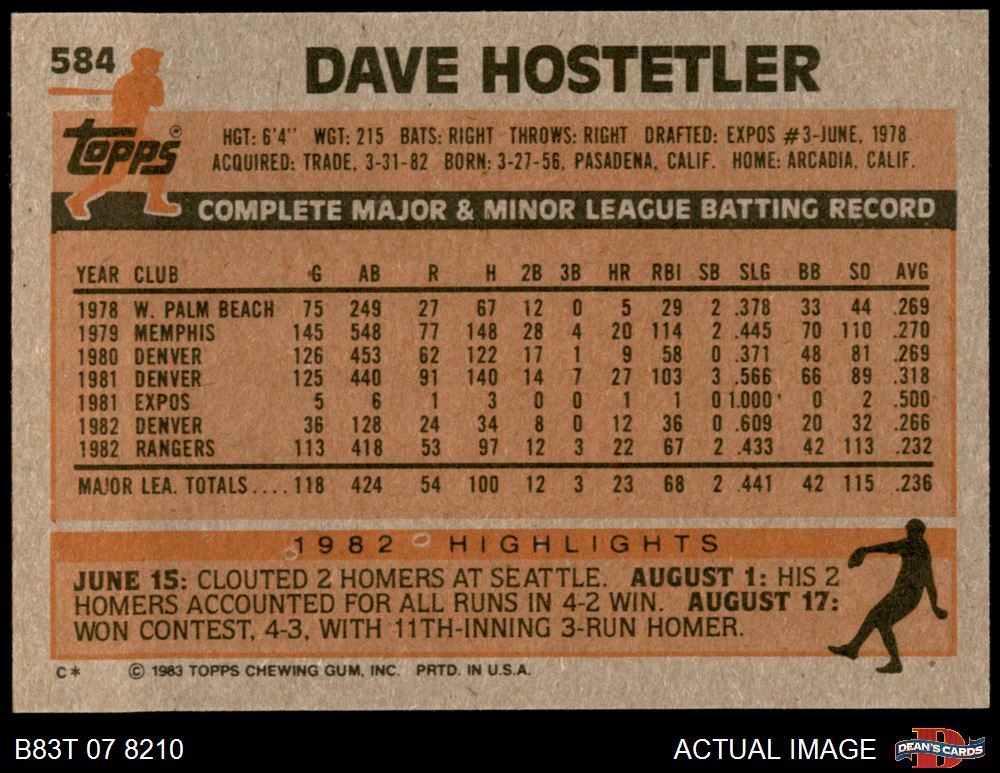 584
DAVE HOSTETLER
Topps®
HGT: 6'4'' WGT: 215 BATS: RIGHT THROWS: RIGHT DRAFTED: EXPOS #3-JUNE, 1978
ACQUIRED: TRADE, 3-31-82 BORN: 3-27-56, PASADENA, CALIF. HOME: ARCADIA, CALIF.
COMPLETE MAJOR & MINOR LEAGUE BATTING RECORD
YEAR CLUB G AB R H 2B 3B HR RBI SB SLG BB SO AVG
1978 W. PALM BEACH 75 249 27 67 12 0 5 29 2 .378 33 44 .269
1979 MEMPHIS 145 548 77 148 28 4 20 114 2 .445 70 110 .270
1980 DENVER 126 453 62 122 17 1 9 58 0 .371 48 81 .269
1981 DENVER 125 440 91 140 14 7 27 103 3 .566 66 89 .318
1981 EXPOS 5 6 1 3 0 0 1 1 0 1.000 0 2 .500
1982 DENVER 36 128 24 34 8 0 12 36 0 .609 20 32 .266
1982 RANGERS 113 418 53 97 12 3 22 67 2 .433 42 113 .232
MAJOR LEA. TOTALS....118 424 54 100 12 3 23 68 2 .441 42 115 .236
1982 HIGHLIGHTS
JUNE 15: CLOUTED 2 HOMERS AT SEATTLE. AUGUST 1: HIS 2
HOMERS ACCOUNTED FOR ALL RUNS IN 4-2 WIN. AUGUST 17:
WON CONTEST, 4-3, WITH 11TH-INNING 3-RUN HOMER.
C* © 1983 TOPPS CHEWING GUM, INC. PRTD. IN U.S.A.
B83T 07 8210
ACTUAL IMAGE
DEAN'S CARDS